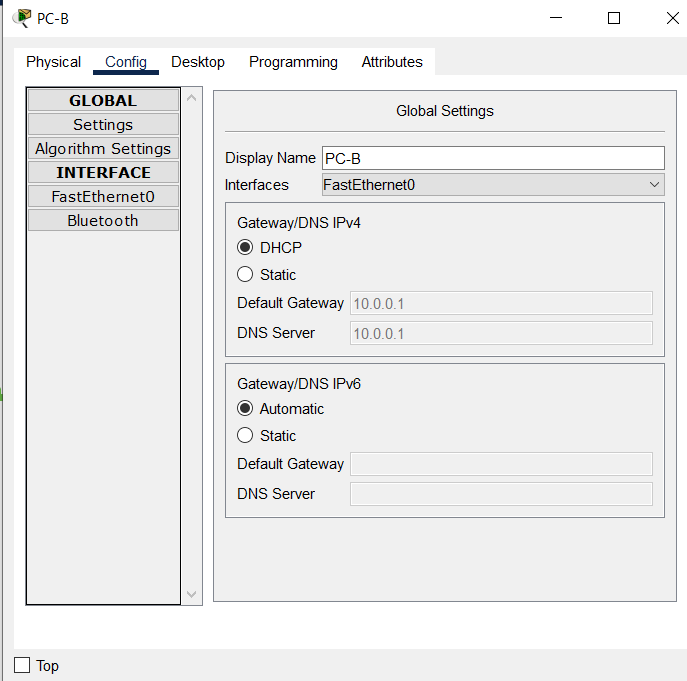 PC-B
Physical Config Desktop Programming Attributes
GLOBAL
Settings
Algorithm Settings
INTERFACE
FastEthernet0
Bluetooth
Global Settings
Display Name PC-B
Interfaces FastEthernet0
Gateway/DNS IPv4
DHCP
Static
Default Gateway 10.0.0.1
DNS Server 10.0.0.1
Gateway/DNS IPv6
Automatic
Static
Default Gateway
DNS Server
Top